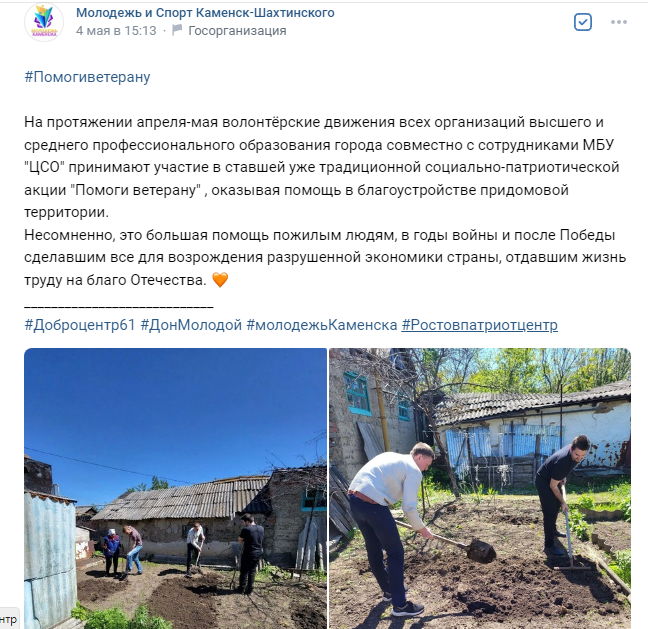 Молодежь и Спорт Каменск-Шахтинского
4 мая в 15:13 · Госорганизация
#Помогиветерану
На протяжении апреля-мая волонтёрские движения всех организаций высшего и
среднего профессионального образования города совместно с сотрудниками МБУ
"ЦСО" принимают участие в ставшей уже традиционной социально-патриотической
акции "Помоги ветерану" , оказывая помощь в благоустройстве придомовой
территории.
Несомненно, это большая помощь пожилым людям, в годы войны и после Победы
сделавшим все для возрождения разрушенной экономики страны, отдавшим жизнь
труду на благо Отечества. 🧡
____________________________
#Доброцентр61 #ДонМолодой #молодежьКаменска #Ростовпатриотцентр
нтр